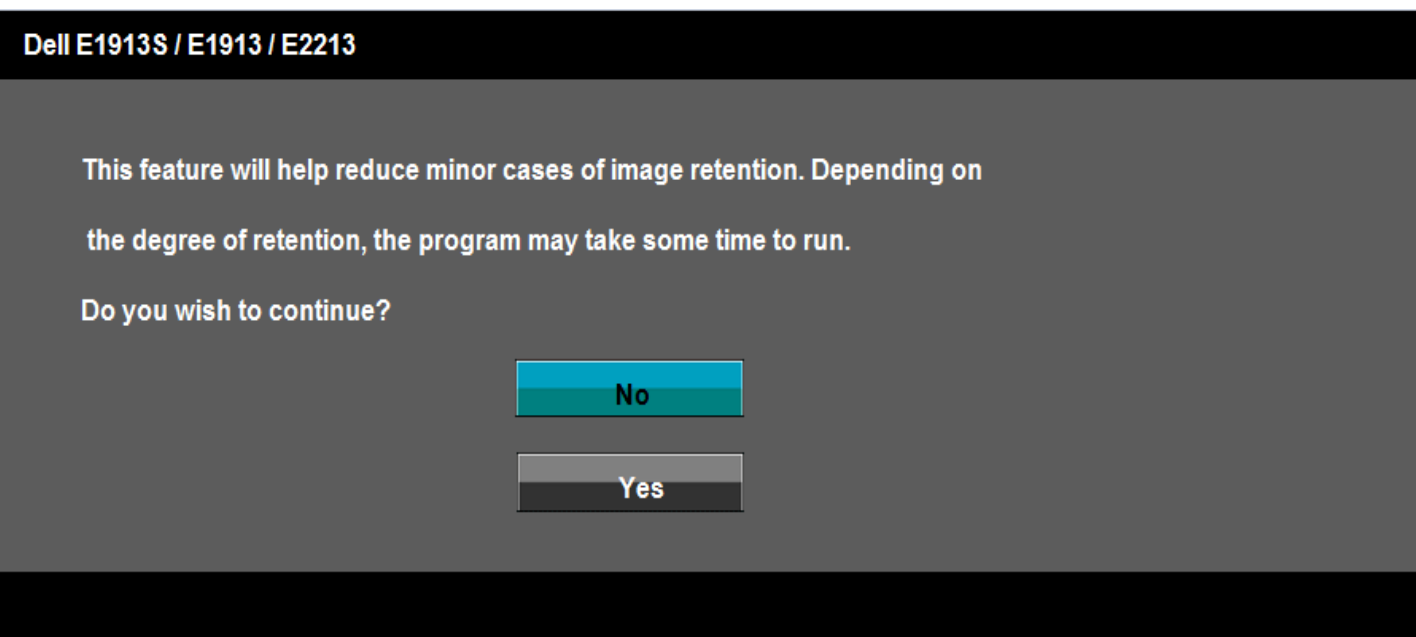 Dell E1913S / E1913 / E2213
This feature will help reduce minor cases of image retention. Depending on
the degree of retention, the program may take some time to run.
Do you wish to continue?
No
Yes